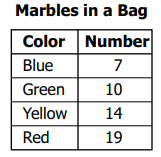 Marbles in a Bag
Color Number
Blue 7
Green 10
Yellow 14
Red 19